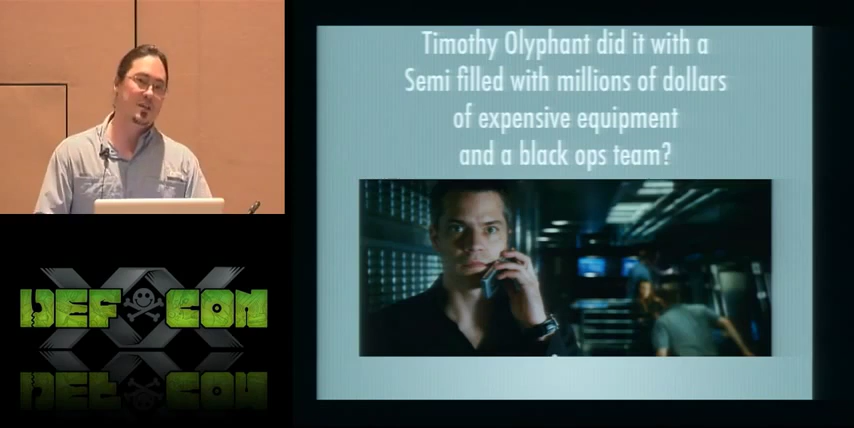 Timothy Olyphant did it with a
Semi filled with millions of dollars
of expensive equipment
and a black ops team?
DEF CON
XX